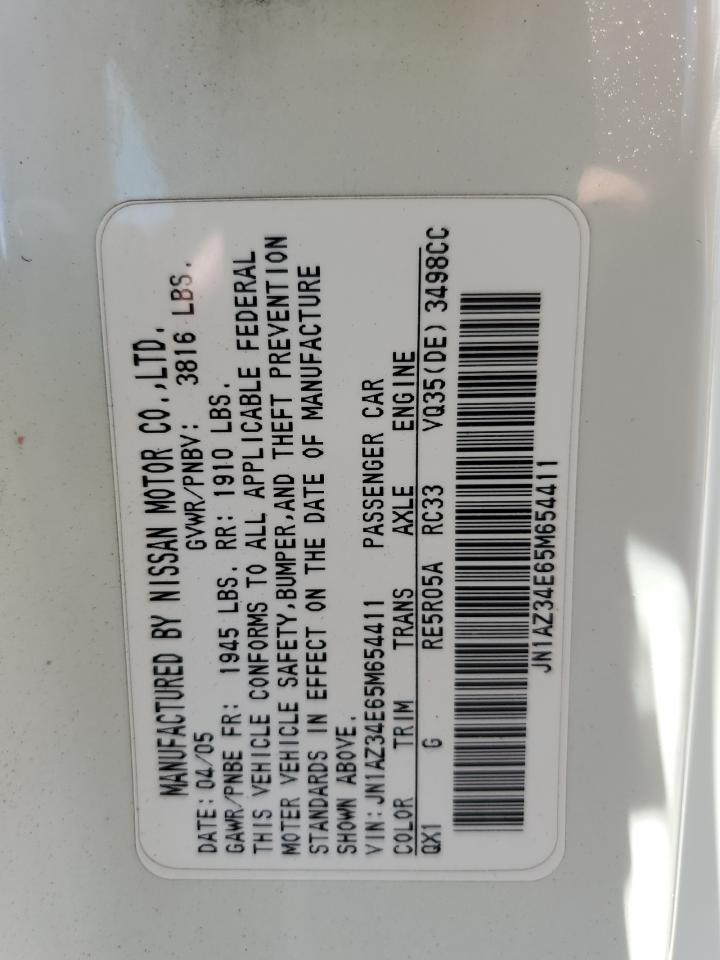 MANUFACTURED BY NISSAN MOTOR CO.,LTD.
DATE: 04/05 GVWR/PNBV: 3816 LBS.
GAWR/PNBE FR: 1945 LBS. RR: 1910 LBS.
THIS VEHICLE CONFORMS TO ALL APPLICABLE FEDERAL
MOTER VEHICLE SAFETY,BUMPER,AND THEFT PREVENTION
STANDARDS IN EFFECT ON THE DATE OF MANUFACTURE
SHOWN ABOVE.
VIN: JN1AZ34E65M654411 PASSENGER CAR
COLOR TRIM TRANS AXLE ENGINE
QX1 G RE5R05A RC33 VQ35(DE) 3498CC
JN1AZ34E65M654411